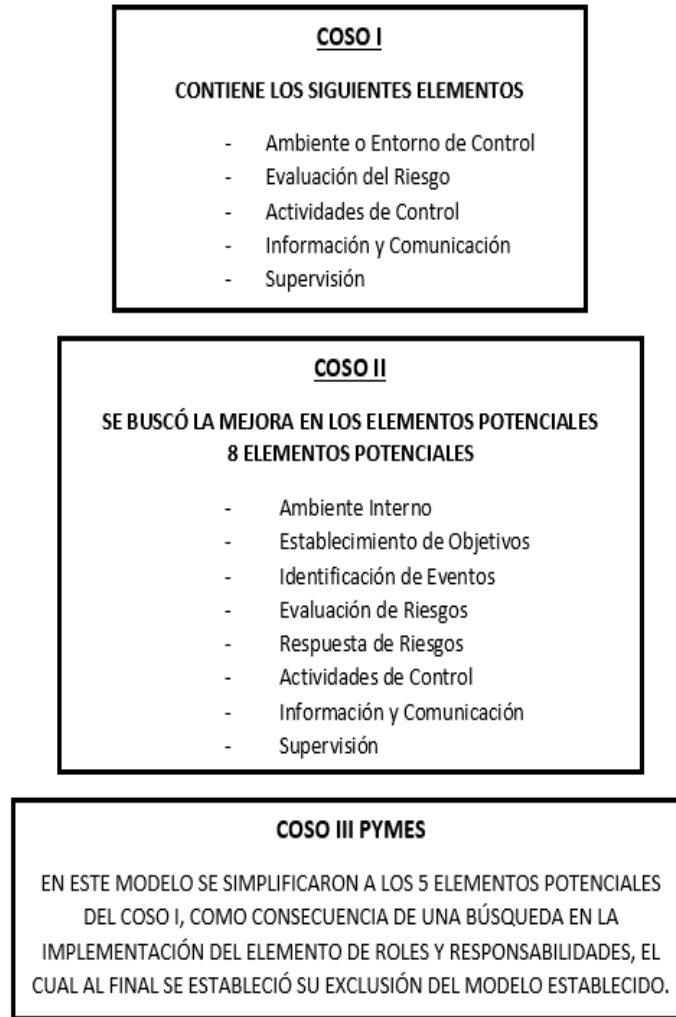 COSO I
CONTIENE LOS SIGUIENTES ELEMENTOS
- Ambiente o Entorno de Control
- Evaluación del Riesgo
- Actividades de Control
- Información y Comunicación
- Supervisión
COSO II
SE BUSCÓ LA MEJORA EN LOS ELEMENTOS POTENCIALES
8 ELEMENTOS POTENCIALES
- Ambiente Interno
- Establecimiento de Objetivos
- Identificación de Eventos
- Evaluación de Riesgos
- Respuesta de Riesgos
- Actividades de Control
- Información y Comunicación
- Supervisión
COSO III PYMES
EN ESTE MODELO SE SIMPLIFICARON A LOS 5 ELEMENTOS POTENCIALES
DEL COSO I, COMO CONSECUENCIA DE UNA BÚSQUEDA EN LA
IMPLEMENTACIÓN DEL ELEMENTO DE ROLES Y RESPONSABILIDADES, EL
CUAL AL FINAL SE ESTABLECIÓ SU EXCLUSIÓN DEL MODELO ESTABLECIDO.